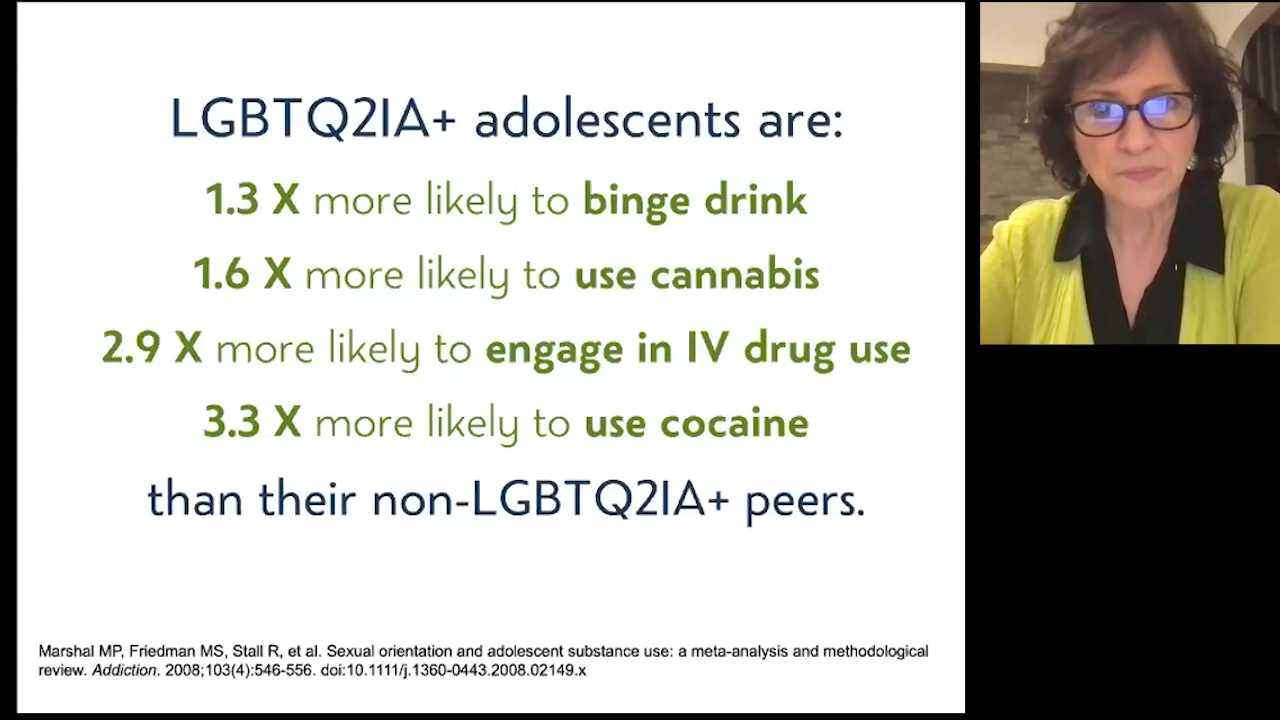 LGBTQ2IA+ adolescents are:
1.3 X more likely to binge drink
1.6 X more likely to use cannabis
2.9 X more likely to engage in IV drug use
3.3 X more likely to use cocaine
than their non-LGBTQ2IA+ peers.
Marshal MP, Friedman MS, Stall R, et al. Sexual orientation and adolescent substance use: a meta-analysis and methodological
review. Addiction. 2008;103(4):546-556. doi:10.1111/j.1360-0443.2008.02149.x